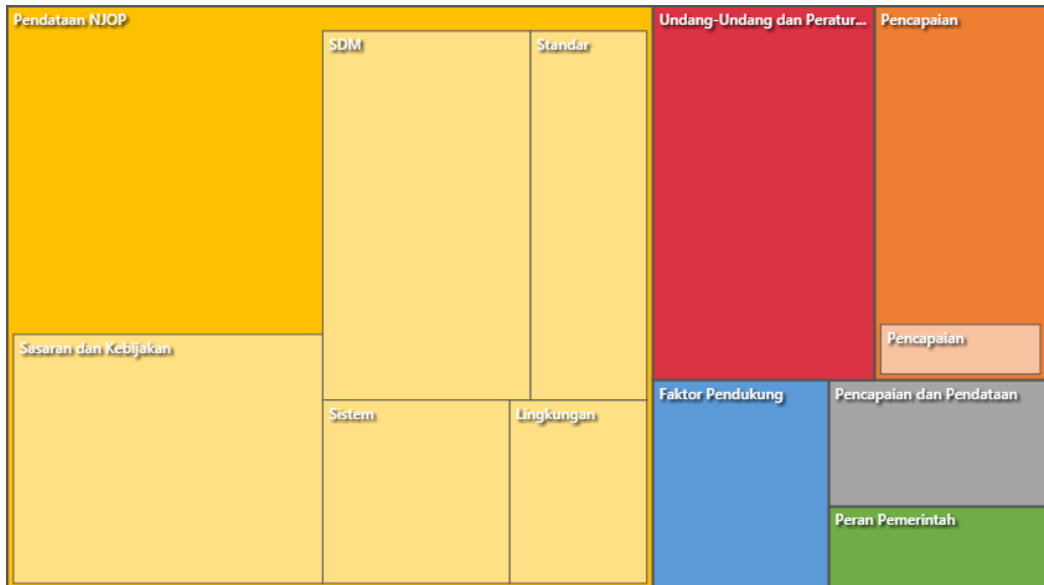 Pendataan NJOP
SDM
Standar
Sasaran dan Kebijakan
Sistem
Lingkungan
Undang-Undang dan Peratur...
Pencapaian
Pencapaian
Faktor Pendukung
Pencapaian dan Pendataan
Peran Pemerintah